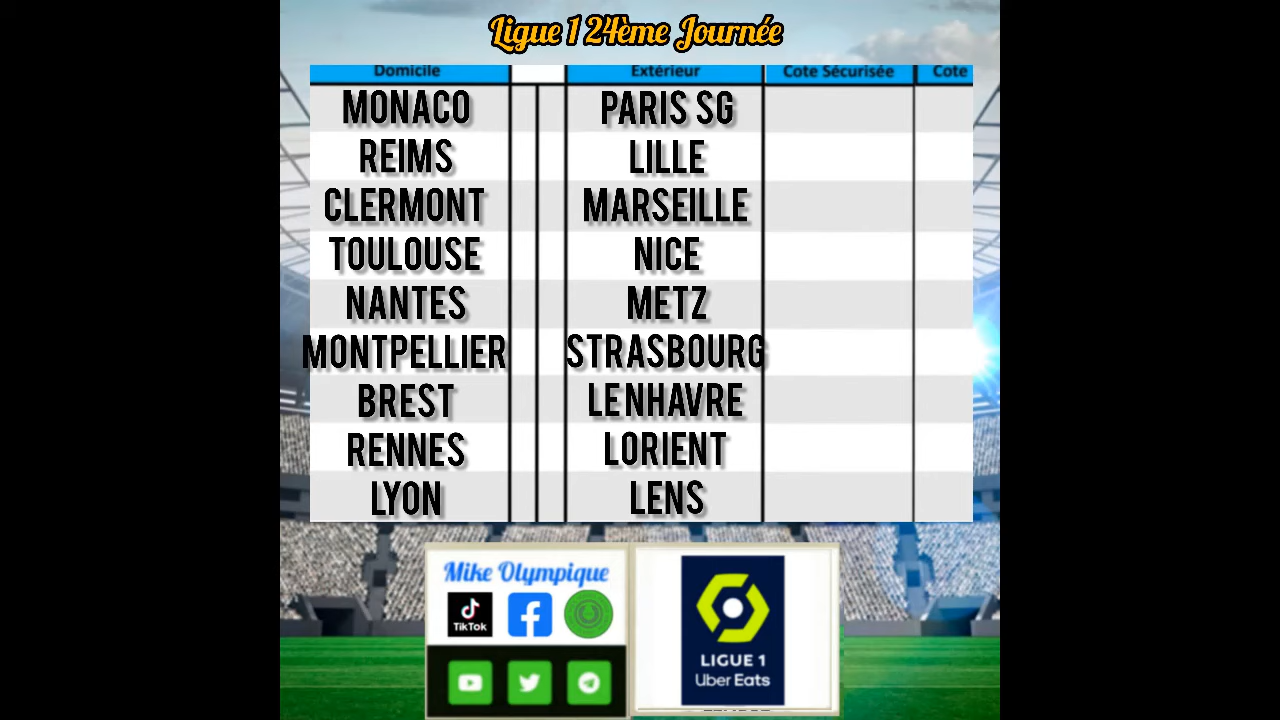 Ligue 1 24ème Journée
Domicile Extérieur Cote Sécurisée Cote
MONACO PARIS SG
REIMS LILLE
CLERMONT MARSEILLE
TOULOUSE NICE
NANTES METZ
MONTPELLIER STRASBOURG
BREST LENHAVRE
RENNES LORIENT
LYON LENS
Mike Olympique
TikTok
LIGUE 1
Uber Eats